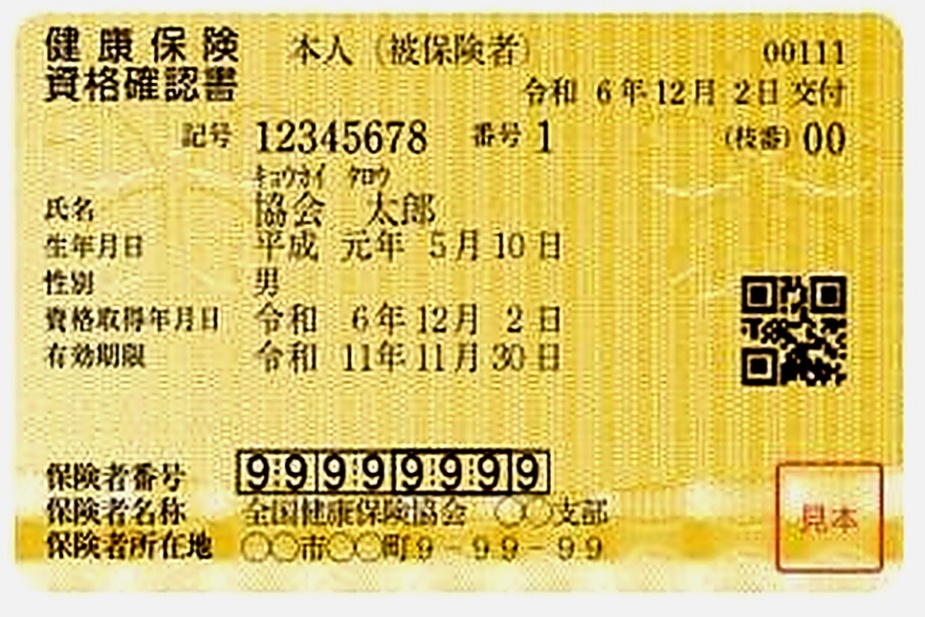 健康保険 本人（被保険者） 00111
資格確認書 令和 6年12月 2日 交付
記号 12345678 番号 1 （枝番） 00
ｷｮｳｶｲ ﾀﾛｳ
氏名 協会 太郎
生年月日 平成 元年 5月10日
性別 男
資格取得年月日 令和 6年12月 2日
有効期限 令和 11年11月30日
保険者番号 99999999
保険者名称 全国健康保険協会 〇〇支部
保険者所在地 〇〇市〇〇町9－99－99
見本